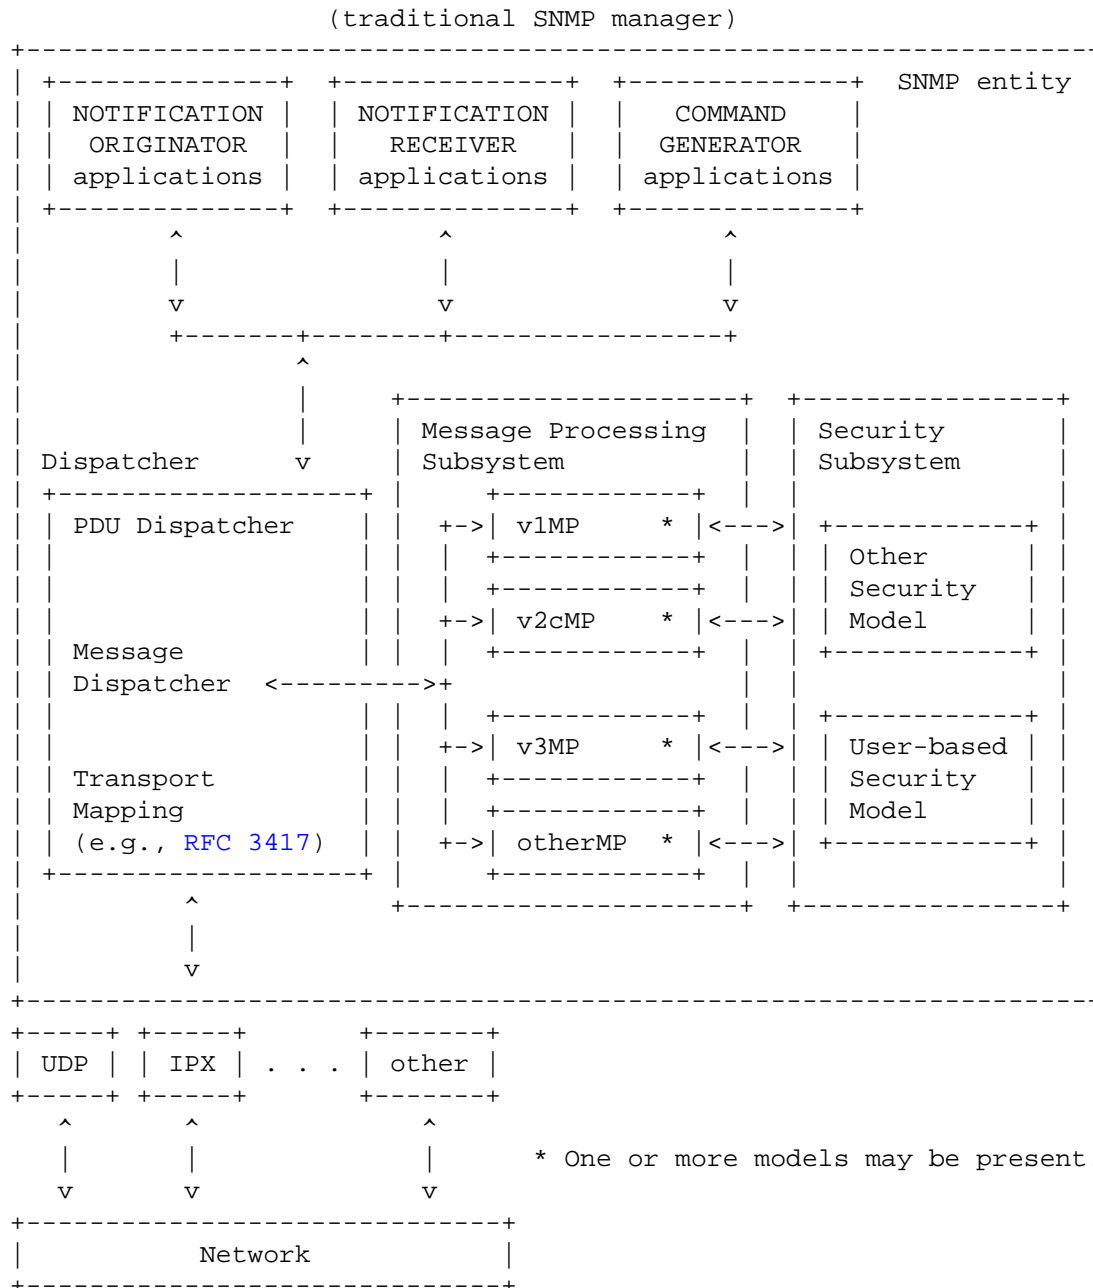 (traditional SNMP manager)
+-------------------------------------------------------------------
| +--------------+  +--------------+  +--------------+  SNMP entity
| | NOTIFICATION |  | NOTIFICATION |  |   COMMAND    |
| |  ORIGINATOR  |  |   RECEIVER   |  |  GENERATOR   |
| | applications |  | applications |  | applications |
| +--------------+  +--------------+  +--------------+
|         ^                ^                 ^
|         |                |                 |
|         v                v                 v
|         +-------+--------+-----------------+
|                 ^
|                 |     +---------------------+  +----------------+
|                 |     | Message Processing  |  | Security       |
| Dispatcher      v     | Subsystem           |  | Subsystem      |
| +-------------------+ |     +------------+  |  |                |
| | PDU Dispatcher    | |  +->| v1MP     * |<--->| +------------+ |
| |                   | |  |  +------------+  |  | | Other      | |
| |                   | |  |  +------------+  |  | | Security   | |
| |                   | |  +->| v2cMP    * |<--->| | Model      | |
| | Message           | |  |  +------------+  |  | +------------+ |
| | Dispatcher  <--------->+                  |  |                |
| |                   | |  |  +------------+  |  | +------------+ |
| |                   | |  +->| v3MP     * |<--->| | User-based | |
| | Transport         | |  |  +------------+  |  | | Security   | |
| | Mapping           | |  |  +------------+  |  | | Model      | |
| | (e.g., RFC 3417)  | |  +->| otherMP  * |<--->| +------------+ |
| +-------------------+ |     +------------+  |  |                |
|          ^            +---------------------+  +----------------+
|          |
|          v
+-------------------------------------------------------------------
+-----+ +-----+       +-------+
| UDP | | IPX | . . . | other |
+-----+ +-----+       +-------+
   ^       ^              ^
   |       |              |      * One or more models may be present
   v       v              v
+------------------------------+
|           Network            |
+------------------------------+